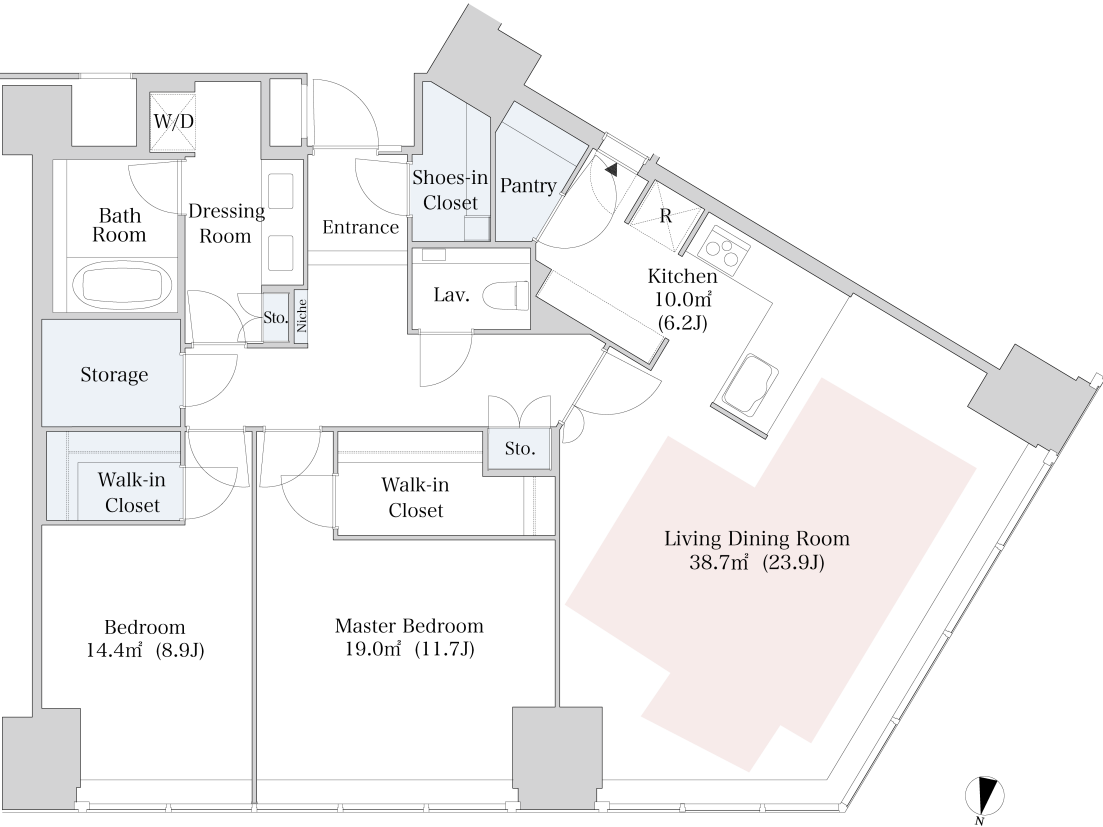 W/D
Bath
Room
Dressing
Room
Entrance
Shoes-in
Closet
Pantry
R
Kitchen
10.0㎡
(6.2J)
Lav.
Sto.
Niche
Storage
Walk-in
Closet
Walk-in
Closet
Sto.
Living Dining Room
38.7㎡ (23.9J)
Bedroom
14.4㎡ (8.9J)
Master Bedroom
19.0㎡ (11.7J)
N